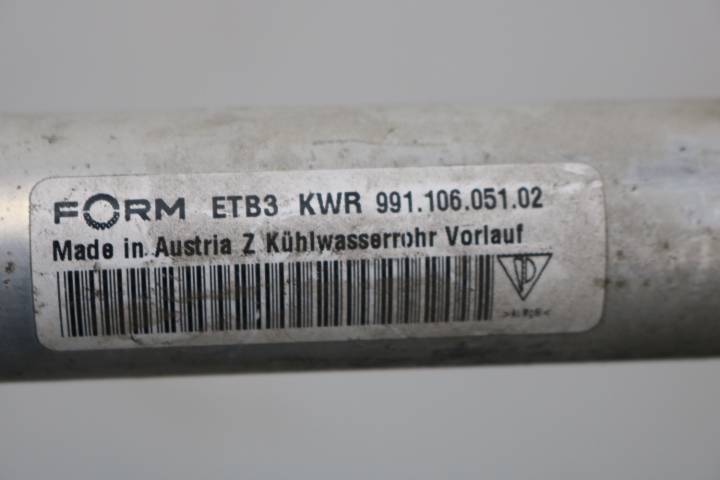 FORM ETB3 KWR 991.106.051.02
Made in Austria Z Kühlwasserrohr Vorlauf